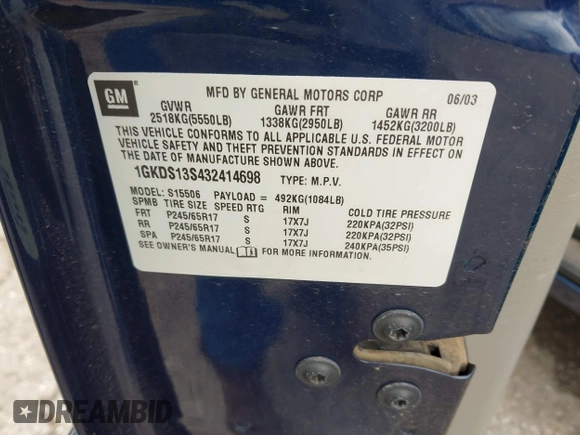 GM
MFD BY GENERAL MOTORS CORP 06/03
GVWR GAWR FRT GAWR RR
2518KG(5550LB) 1338KG(2950LB) 1452KG(3200LB)
THIS VEHICLE CONFORMS TO ALL APPLICABLE U.S. FEDERAL MOTOR
VEHICLE SAFETY AND THEFT PREVENTION STANDARDS IN EFFECT ON
THE DATE OF MANUFACTURE SHOWN ABOVE.
1GKDS13S432414698 TYPE: M.P.V.
MODEL: S15506 PAYLOAD = 492KG(1084LB)
SPMB TIRE SIZE SPEED RTG RIM COLD TIRE PRESSURE
FRT P245/65R17 S 17X7J 220KPA(32PSI)
RR P245/65R17 S 17X7J 220KPA(32PSI)
SPA P245/65R17 S 17X7J 240KPA(35PSI)
SEE OWNER'S MANUAL FOR MORE INFORMATION.
DREAMBID